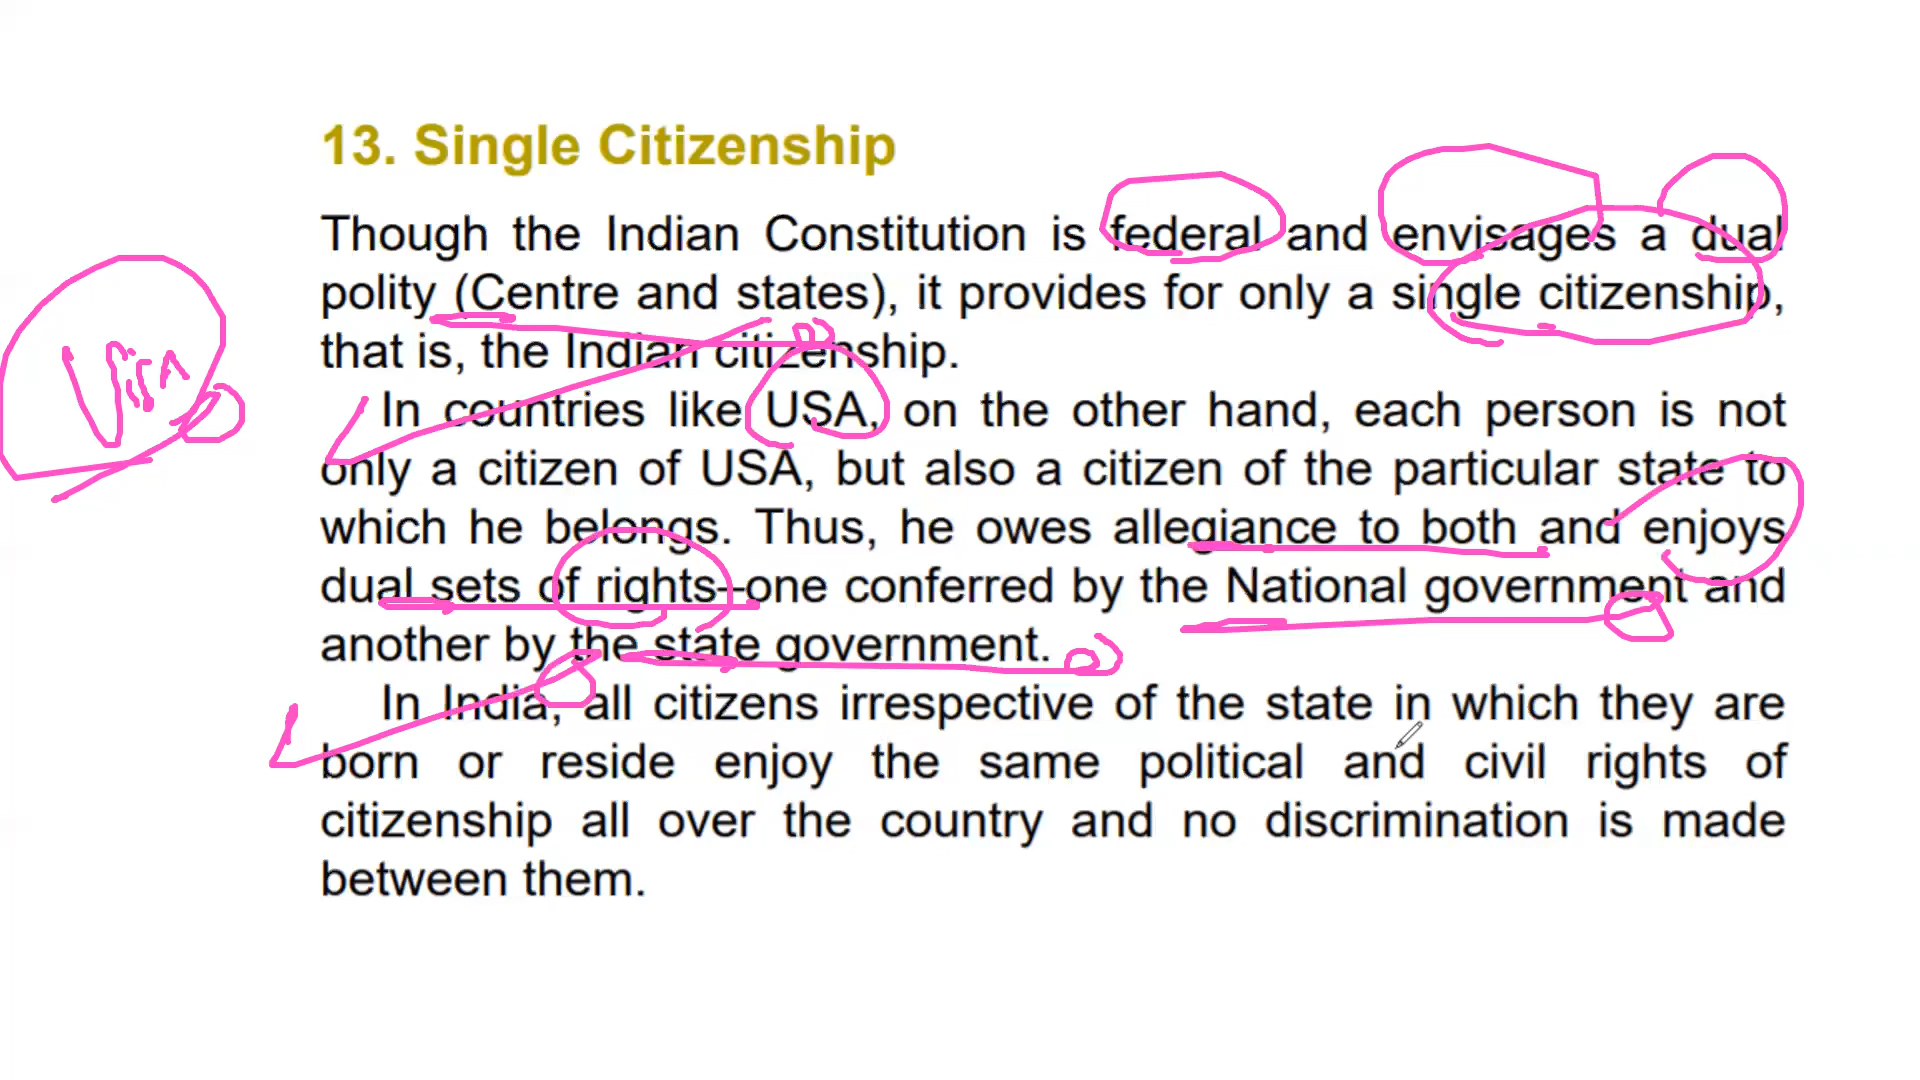 13. Single Citizenship
Though the Indian Constitution is federal and envisages a dual
polity (Centre and states), it provides for only a single citizenship,
that is, the Indian citizenship.
In countries like USA, on the other hand, each person is not
only a citizen of USA, but also a citizen of the particular state to
which he belongs. Thus, he owes allegiance to both and enjoys
dual sets of rights–one conferred by the National government and
another by the state government.
In India, all citizens irrespective of the state in which they are
born or reside enjoy the same political and civil rights of
citizenship all over the country and no discrimination is made
between them.